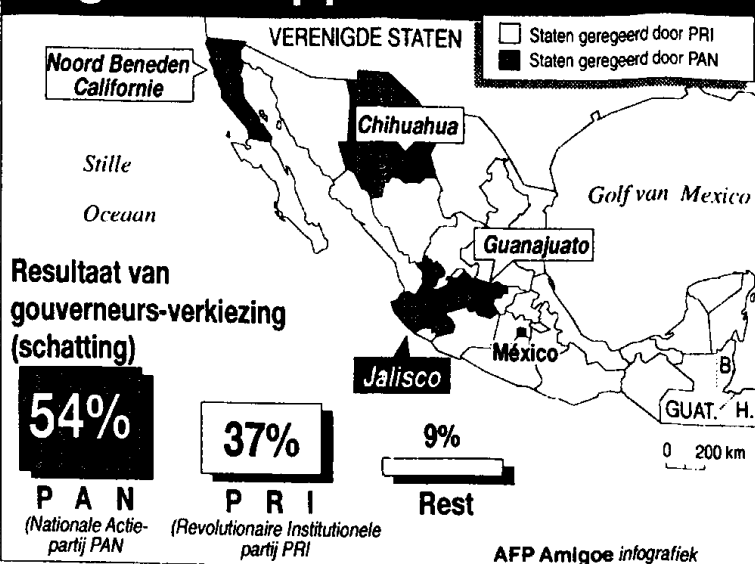 VERENIGDE STATEN
Staten geregeerd door PRI
Staten geregeerd door PAN
Noord Beneden
Californie
Chihuahua
Stille
Oceaan
Golf van Mexico
Guanajuato
Resultaat van
gouverneurs-verkiezing
(schatting)
México
Jalisco
B
GUAT. H.
0 200 km
54%
37%
9%
P A N
P R I
Rest
(Nationale Actie-
partij PAN
(Revolutionaire Institutionele
partij PRI
AFP Amigoe infografiek